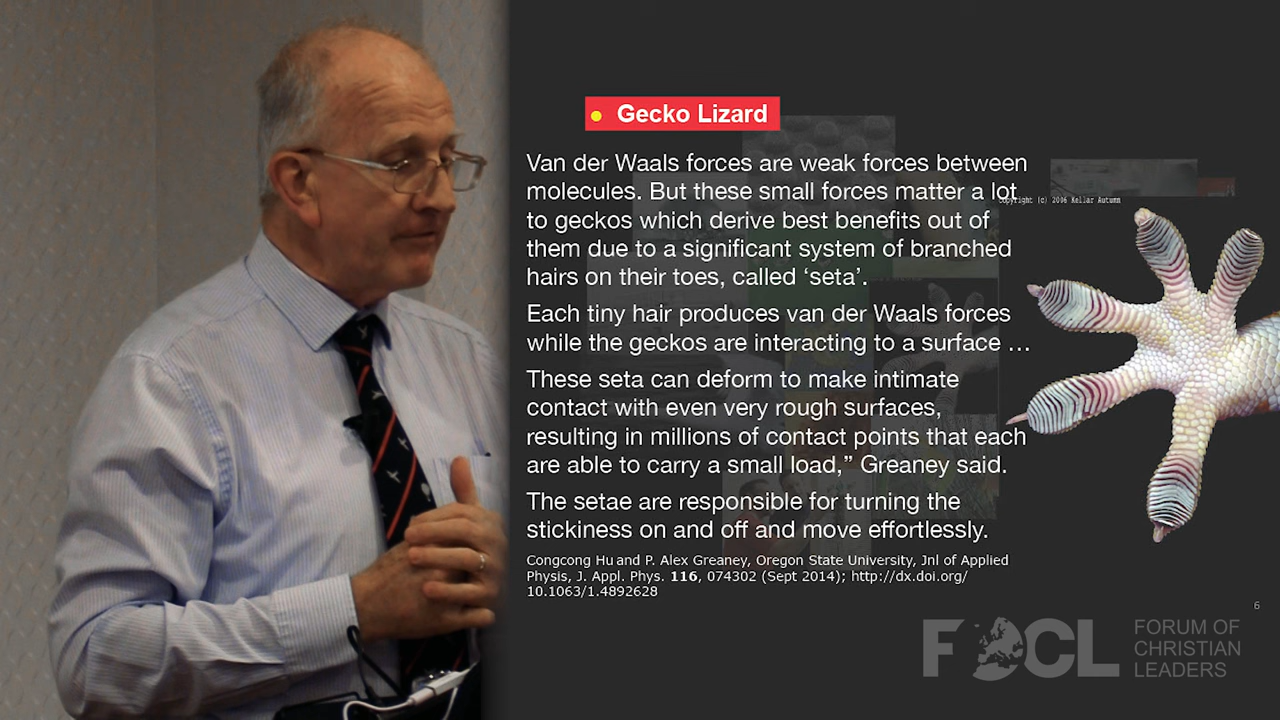 Gecko Lizard
Van der Waals forces are weak forces between
molecules. But these small forces matter a lot
to geckos which derive best benefits out of
them due to a significant system of branched
hairs on their toes, called ‘seta’.
Each tiny hair produces van der Waals forces
while the geckos are interacting to a surface …
These seta can deform to make intimate
contact with even very rough surfaces,
resulting in millions of contact points that each
are able to carry a small load,” Greaney said.
The setae are responsible for turning the
stickiness on and off and move effortlessly.
Congcong Hu and P. Alex Greaney, Oregon State University, Jnl of Applied
Physis, J. Appl. Phys. 116, 074302 (Sept 2014); http://dx.doi.org/
10.1063/1.4892628
Copyright (c) 2006 Kellar Autumn
6
FOCL
FORUM OF
CHRISTIAN
LEADERS